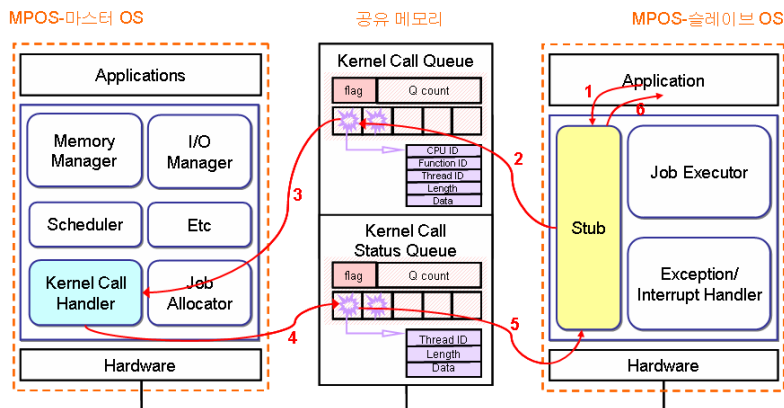 MPOS-마스터 OS
공유 메모리
MPOS-슬레이브 OS
Applications
Memory
Manager
I/O
Manager
Scheduler
Etc
Kernel Call
Handler
Job
Allocator
Hardware
Kernel Call Queue
flag
Q count
CPU ID
Function ID
Thread ID
Length
Data
Kernel Call
Status Queue
flag
Q count
Thread ID
Length
Data
Application
Stub
Job Executor
Exception/
Interrupt Handler
Hardware
1
2
3
4
5
6